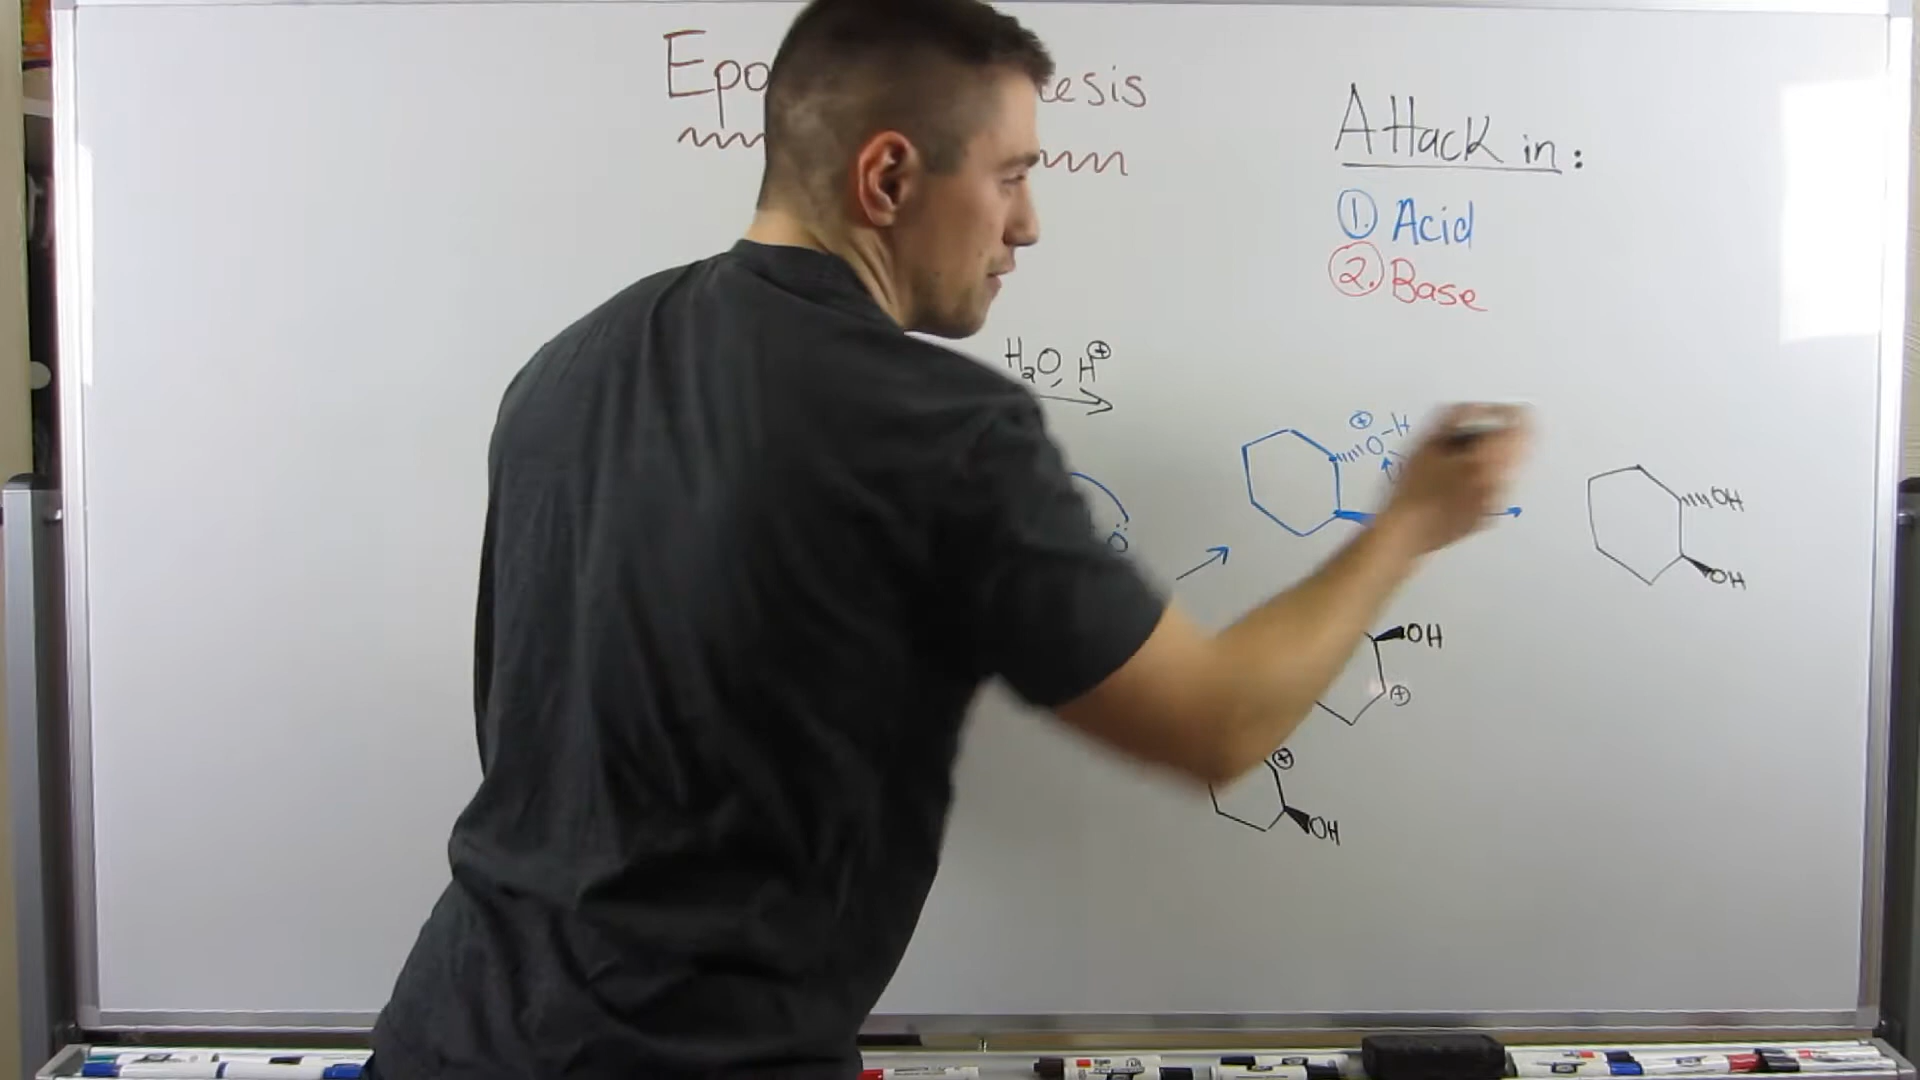 Epo esis
Attack in:
1. Acid
2. Base
H2O, H⊕
⊕
O-H
OH
OH
O
OH
⊕
⊕
OH